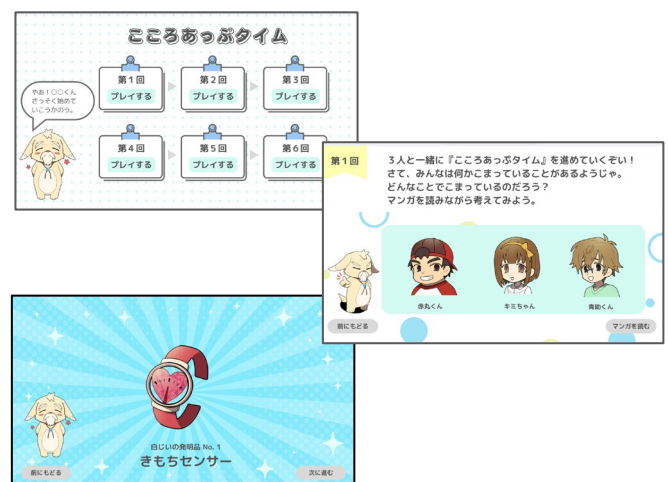 こころあっぷタイム
やあ！○○くん
さっそく始めて
いこうかのう。
第1回
プレイする
第2回
プレイする
第3回
プレイする
第4回
プレイする
第5回
プレイする
第6回
プレイする
第1回
3人と一緒に『こころあっぷタイム』を進めていくぞい！
さて、みんなは何かこまっていることがあるようじゃ。
どんなことでこまっているのだろう？
マンガを読みながら考えてみよう。
赤丸くん
キミちゃん
青助くん
前にもどる
マンガを読む
白じいの発明品 No. 1
きもちセンサー
前にもどる
次に進む